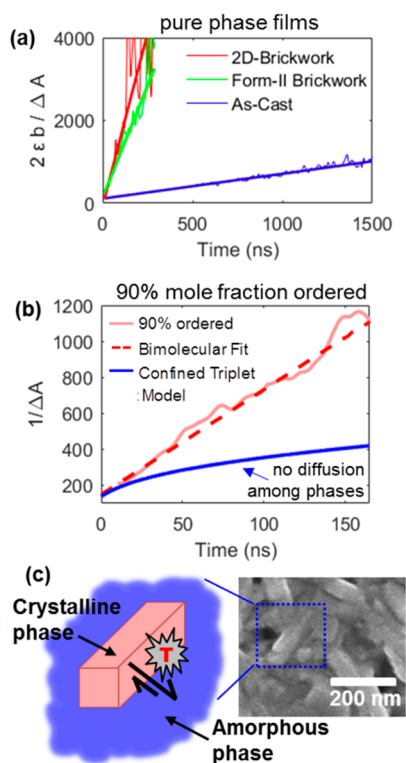 pure phase films
(a)
4000
2D-Brickwork
Form-II Brickwork
As-Cast
2 ε b / Δ A
2000
0
0 500 1000 1500
Time (ns)
90% mole fraction ordered
(b)
1200
90% ordered
1000
Bimolecular Fit
800
Confined Triplet
: Model
1/ΔA
600
400
no diffusion
among phases
200
0 50 100 150
Time (ns)
(c)
Crystalline
phase
T
Amorphous
phase
200 nm